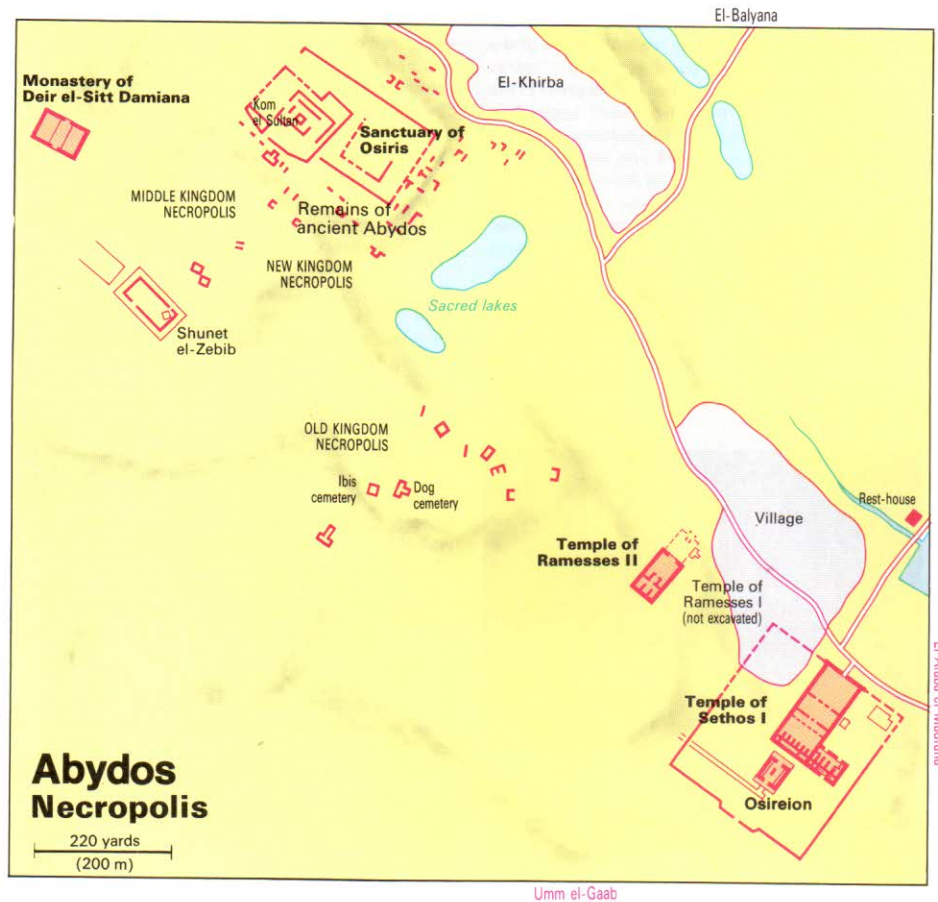 El-Balyana
Monastery of
Deir el-Sitt Damiana
El-Khirba
Kom
el Sultan
Sanctuary of
Osiris
MIDDLE KINGDOM
NECROPOLIS
Remains of
ancient Abydos
NEW KINGDOM
NECROPOLIS
Sacred lakes
Shunet
el-Zebib
OLD KINGDOM
NECROPOLIS
Ibis
cemetery
Dog
cemetery
Rest-house
Village
Temple of
Ramesses II
Temple of
Ramesses I
(not excavated)
Temple of
Sethos I
Osireion
Abydos
Necropolis
220 yards
(200 m)
Umm el-Gaab